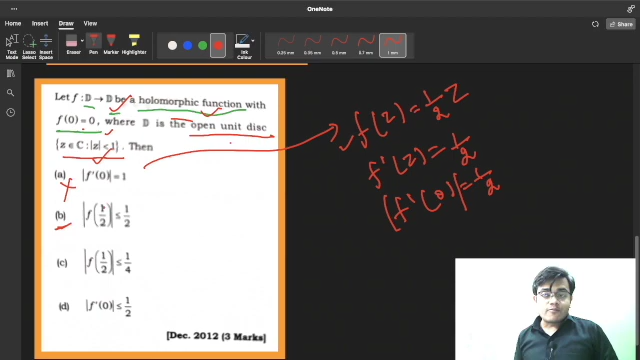 OneNote
Home Insert Draw View
Text Mode
Lasso Select
Insert Space
Eraser
Pen
Marker
Highlighter
Ink Colour
0.25 mm
0.35 mm
0.5 mm
0.7 mm
1 mm
Let f : 𝔻 → 𝔻 be a holomorphic function with
f(0) = 0, where 𝔻 is the open unit disc
{z ∈ C : |z| < 1}. Then
(a) |f'(0)| = 1
(b) |f(1/2)| ≤ 1/2
(c) |f(1/2)| ≤ 1/4
(d) |f'(0)| ≤ 1/2
[Dec. 2012 (3 Marks]
f(z) = 1/2 z
f'(z) = 1/2
|f'(0)| = 1/2